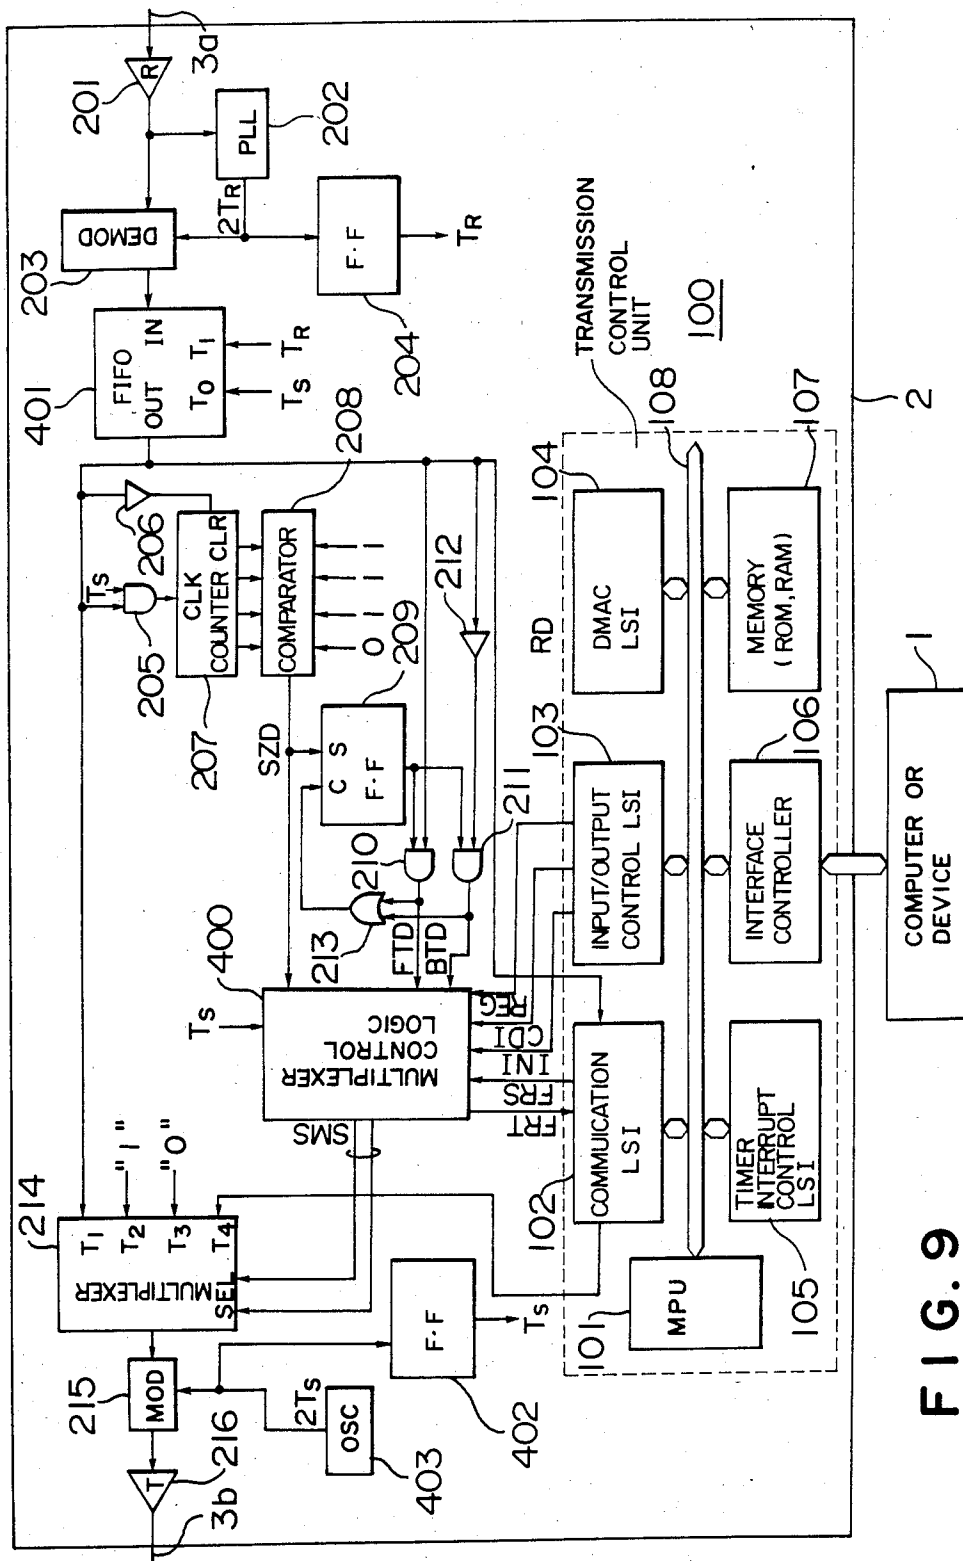 3a
R
201
PLL
202
2TR
DEMOD
203
F·F
204
TR
FIFO
OUT IN
TO TI
401
TS TR
TS
206
205
CLK
COUNTER CLR
207
COMPARATOR
208
0 1 1 1
SZD
C S
F·F
209
210
211
212
213
FTD
BTD
TS
400
MULTIPLEXER
CONTROL
LOGIC
REG
CDI
INI
FRS
FRT
SMS
"1"
"0"
214
T1
T2
T3
T4
MULTIPLEXER
SEL
215
MOD
216
T
3b
2TS
OSC
403
F·F
402
TS
TRANSMISSION
CONTROL
UNIT
100
RD
104
DMAC
LSI
103
INPUT/OUTPUT
CONTROL LSI
102
COMMUICATION
LSI
101
MPU
108
107
MEMORY
(ROM, RAM)
106
INTERFACE
CONTROLLER
105
TIMER
INTERRUPT
CONTROL
LSI
2
1
COMPUTER OR
DEVICE
FIG. 9